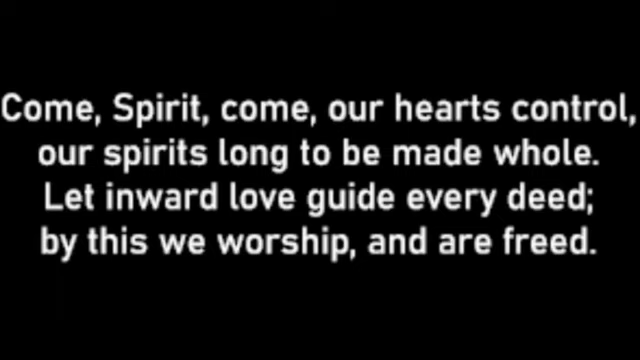 Come, Spirit, come, our hearts control,
our spirits long to be made whole.
Let inward love guide every deed;
by this we worship, and are freed.